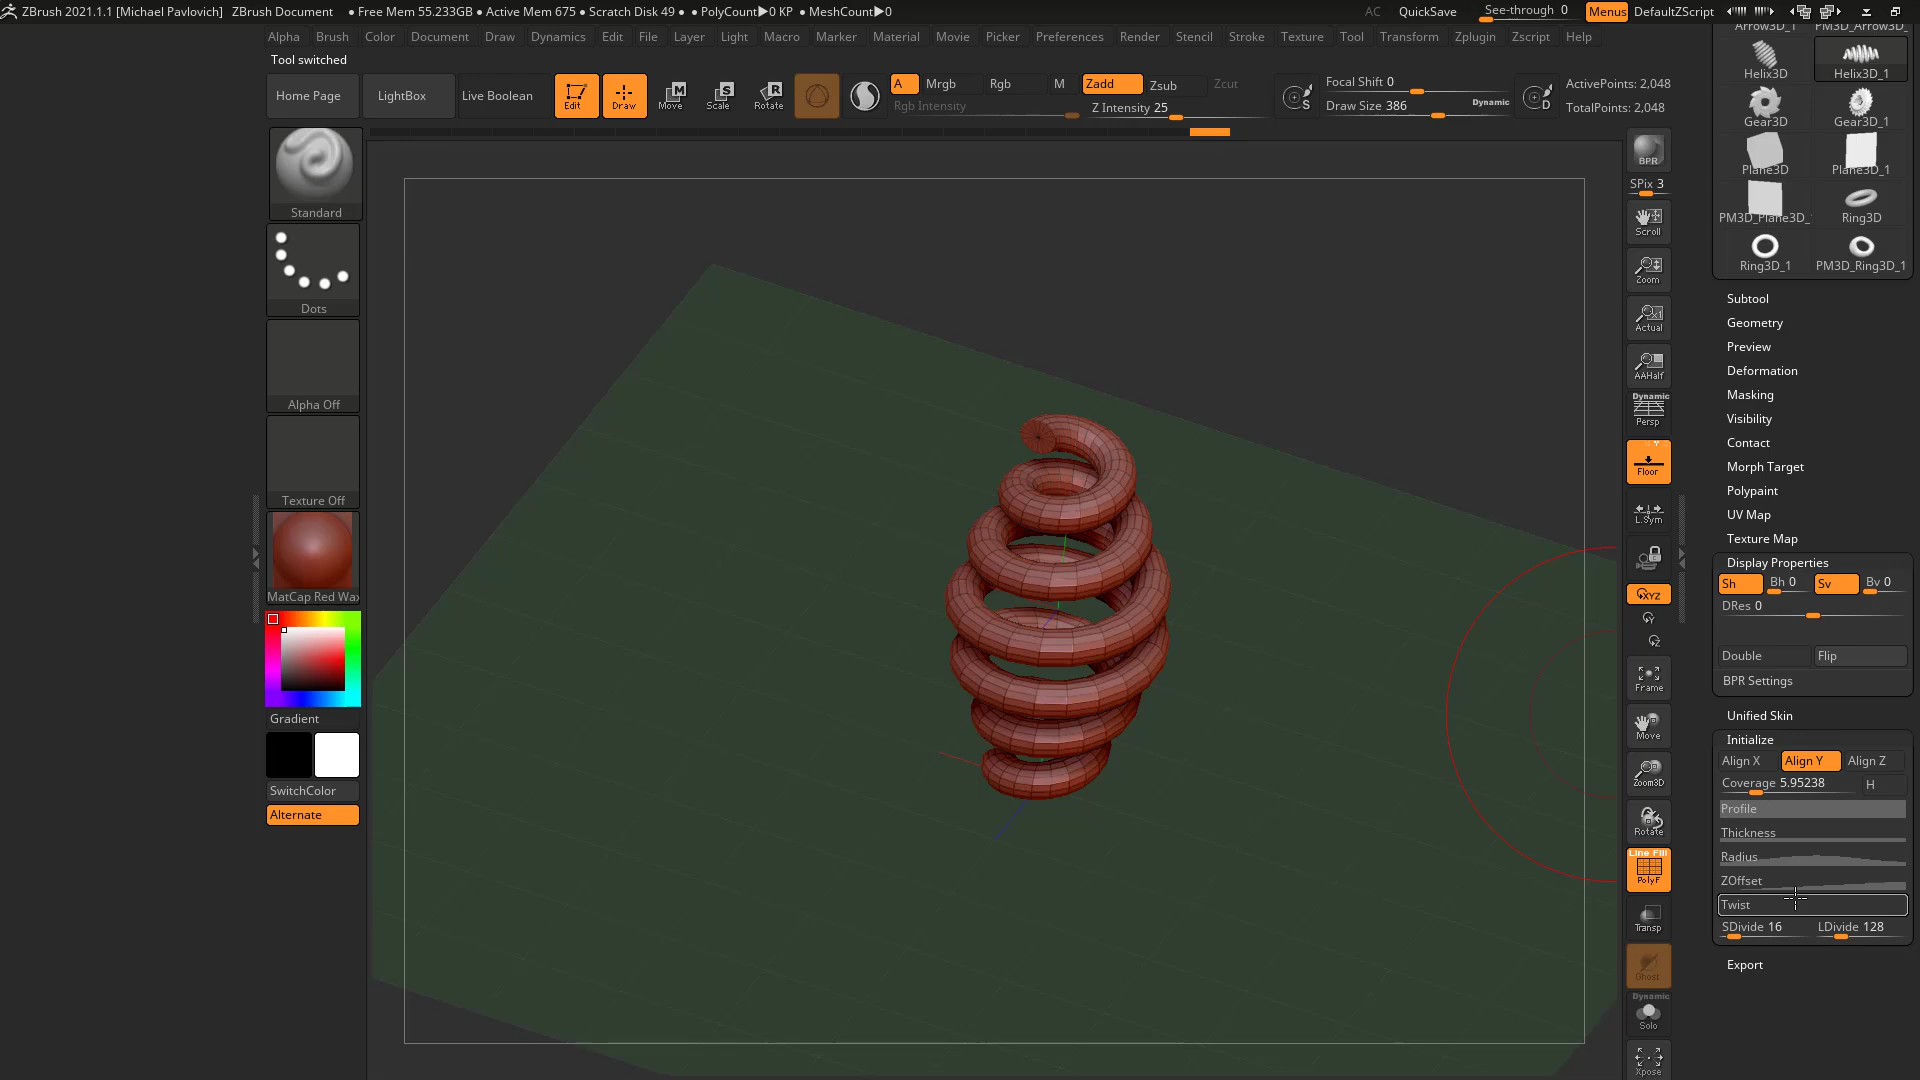 ZBrush 2021.1.1 [Michael Pavlovich] ZBrush Document • Free Mem 55.233GB • Active Mem 675 • Scratch Disk 49 • • PolyCount▶0 KP • MeshCount▶0 AC QuickSave See-through 0 Menus DefaultZScript
Alpha Brush Color Document Draw Dynamics Edit File Layer Light Macro Marker Material Movie Picker Preferences Render Stencil Stroke Texture Tool Transform Zplugin Zscript Help
Tool switched
Home Page LightBox Live Boolean Edit Draw Move Scale Rotate
A Mrgb Rgb M Zadd Zsub Zcut
Rgb Intensity Z Intensity 25
Focal Shift 0
Draw Size 386 Dynamic
ActivePoints: 2,048
TotalPoints: 2,048
Standard
Dots
Alpha Off
Texture Off
MatCap Red Wax
Gradient
SwitchColor
Alternate
BPR
SPix 3
Scroll
Zoom
Actual
AAHalf
Dynamic
Persp
Floor
L.Sym
XYZ
Y
Z
Frame
Move
Zoom3D
Rotate
Line Fill
PolyF
Transp
Ghost
Dynamic
Solo
Xpose
Arrow3D_1 PM3D_Arrow3D_
Helix3D Helix3D_1
Gear3D Gear3D_1
Plane3D Plane3D_1
PM3D_Plane3D_ Ring3D
Ring3D_1 PM3D_Ring3D_1
Subtool
Geometry
Preview
Deformation
Masking
Visibility
Contact
Morph Target
Polypaint
UV Map
Texture Map
Display Properties
Sh Bh 0 Sv Bv 0
DRes 0
Double Flip
BPR Settings
Unified Skin
Initialize
Align X Align Y Align Z
Coverage 5.95238 H
Profile
Thickness
Radius
ZOffset
Twist
SDivide 16 LDivide 128
Export